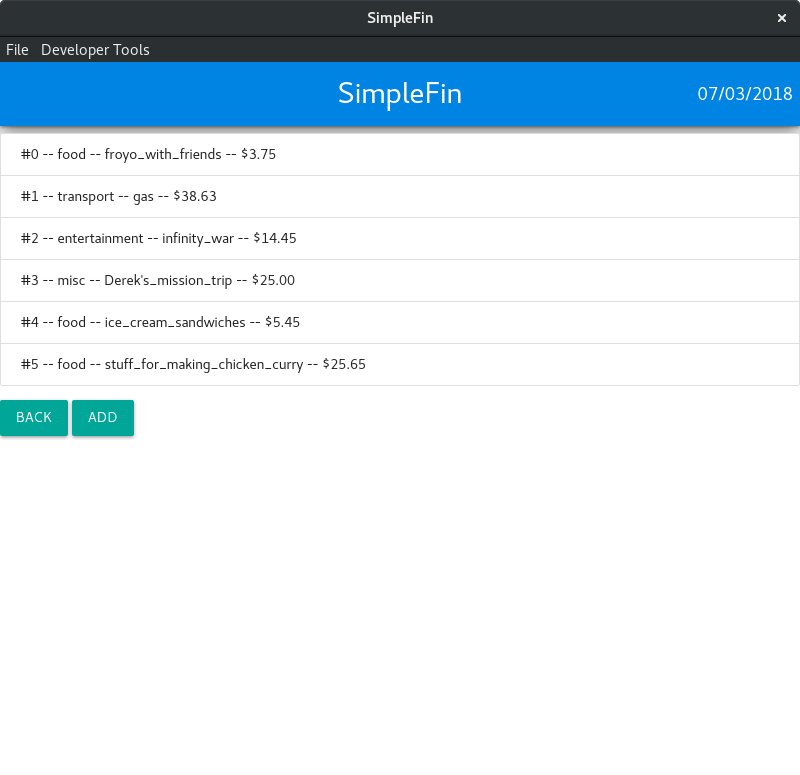 SimpleFin ×
File Developer Tools
SimpleFin 07/03/2018
#0 -- food -- froyo_with_friends -- $3.75
#1 -- transport -- gas -- $38.63
#2 -- entertainment -- infinity_war -- $14.45
#3 -- misc -- Derek's_mission_trip -- $25.00
#4 -- food -- ice_cream_sandwiches -- $5.45
#5 -- food -- stuff_for_making_chicken_curry -- $25.65
BACK ADD